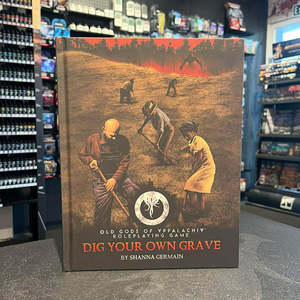 OLD GODS OF APPALACHIA
ROLEPLAYING GAME
DIG YOUR OWN GRAVE
BY SHANNA GERMAIN